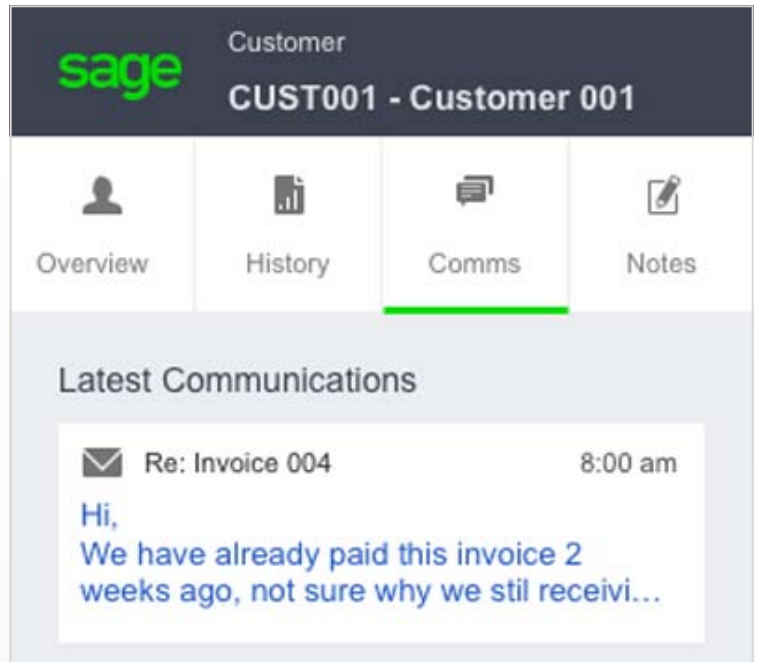 sage
Customer
CUST001 - Customer 001
Overview
History
Comms
Notes
Latest Communications
Re: Invoice 004
8:00 am
Hi,
We have already paid this invoice 2
weeks ago, not sure why we stil receivi...